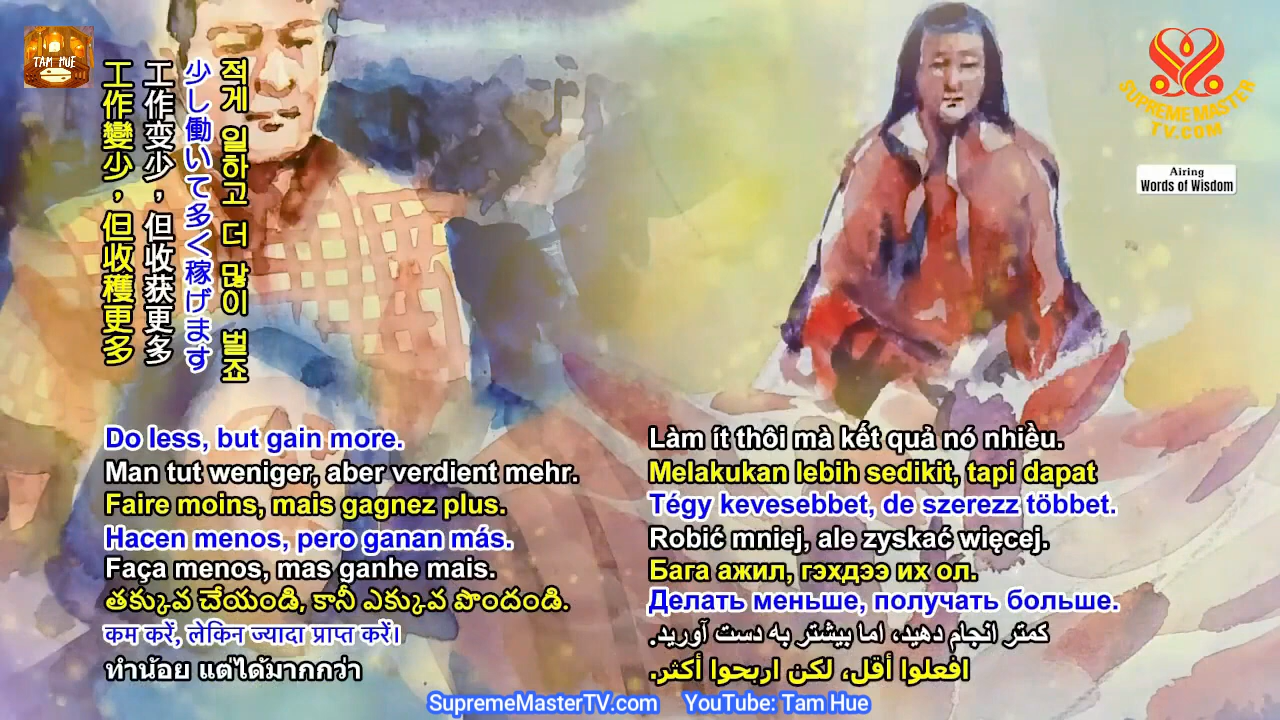 TAM HUE
工作變少，但收穫更多
工作变少，但收获更多
少し働いて多く稼げます
적게 일하고 더 많이 벌죠
SUPREME MASTER
TV.COM
Airing
Words of Wisdom
Do less, but gain more.
Man tut weniger, aber verdient mehr.
Faire moins, mais gagnez plus.
Hacen menos, pero ganan más.
Faça menos, mas ganhe mais.
తక్కువ చేయండి, కానీ ఎక్కువ పొందండి.
कम करें, लेकिन ज्यादा प्राप्त करें।
ทำน้อย แต่ได้มากกว่า
Làm ít thôi mà kết quả nó nhiều.
Melakukan lebih sedikit, tapi dapat
Tégy kevesebbet, de szerezz többet.
Robić mniej, ale zyskać więcej.
Бага ажил, гэхдээ их ол.
Делать меньше, получать больше.
کمتر انجام دهید، اما بیشتر به دست آورید.
افعلوا أقل، لكن اربحوا أكثر.
SupremeMasterTV.com YouTube: Tam Hue